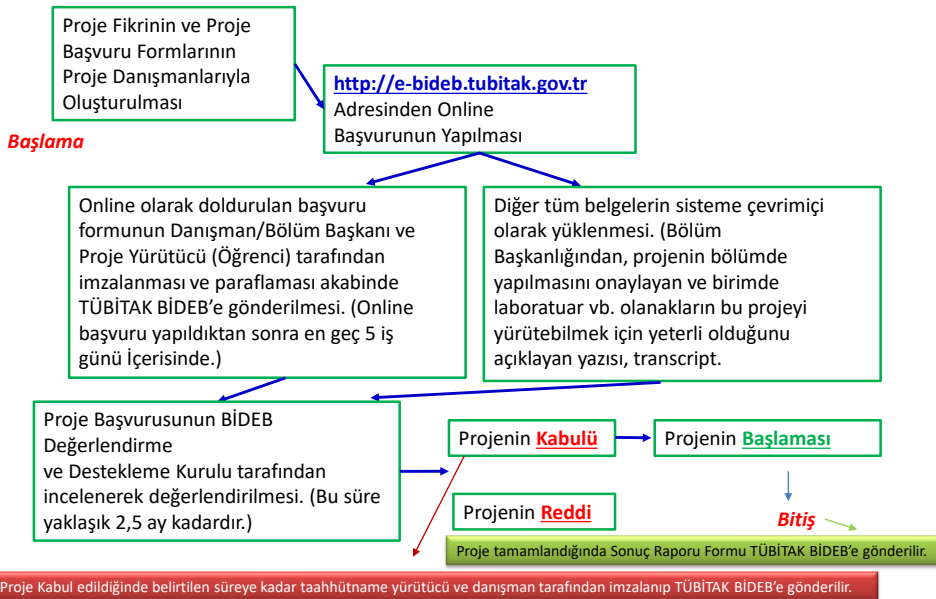 Proje Fikrinin ve Proje
Başvuru Formlarının
Proje Danışmanlarıyla
Oluşturulması
http://e-bideb.tubitak.gov.tr
Adresinden Online
Başvurunun Yapılması
Başlama
Online olarak doldurulan başvuru
formunun Danışman/Bölüm Başkanı ve
Proje Yürütücü (Öğrenci) tarafından
imzalanması ve paraflaması akabinde
TÜBİTAK BİDEB’e gönderilmesi. (Online
başvuru yapıldıktan sonra en geç 5 iş
günü İçerisinde.)
Diğer tüm belgelerin sisteme çevrimiçi
olarak yüklenmesi. (Bölüm
Başkanlığından, projenin bölümde
yapılmasını onaylayan ve birimde
laboratuar vb. olanakların bu projeyi
yürütebilmek için yeterli olduğunu
açıklayan yazısı, transcript.
Proje Başvurusunun BİDEB
Değerlendirme
ve Destekleme Kurulu tarafından
incelenerek değerlendirilmesi. (Bu süre
yaklaşık 2,5 ay kadardır.)
Projenin Kabulü
Projenin Başlaması
Projenin Reddi
Bitiş
Proje tamamlandığında Sonuç Raporu Formu TÜBİTAK BİDEB’e gönderilir.
Proje Kabul edildiğinde belirtilen süreye kadar taahhütname yürütücü ve danışman tarafından imzalanıp TÜBİTAK BİDEB’e gönderilir.